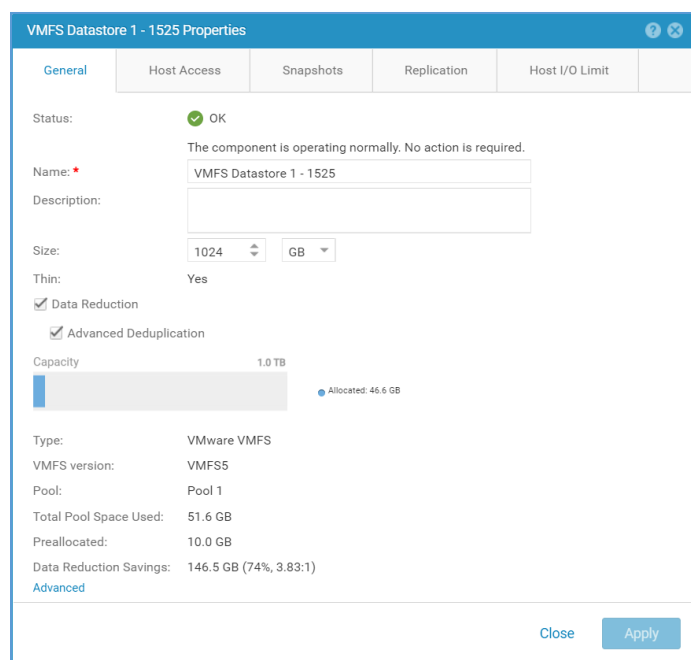 VMFS Datastore 1 - 1525 Properties
General Host Access Snapshots Replication Host I/O Limit
Status: OK
The component is operating normally. No action is required.
Name: * VMFS Datastore 1 - 1525
Description:
Size: 1024 GB
Thin: Yes
Data Reduction
Advanced Deduplication
Capacity 1.0 TB
Allocated: 46.6 GB
Type: VMware VMFS
VMFS version: VMFS5
Pool: Pool 1
Total Pool Space Used: 51.6 GB
Preallocated: 10.0 GB
Data Reduction Savings: 146.5 GB (74%, 3.83:1)
Advanced
Close Apply